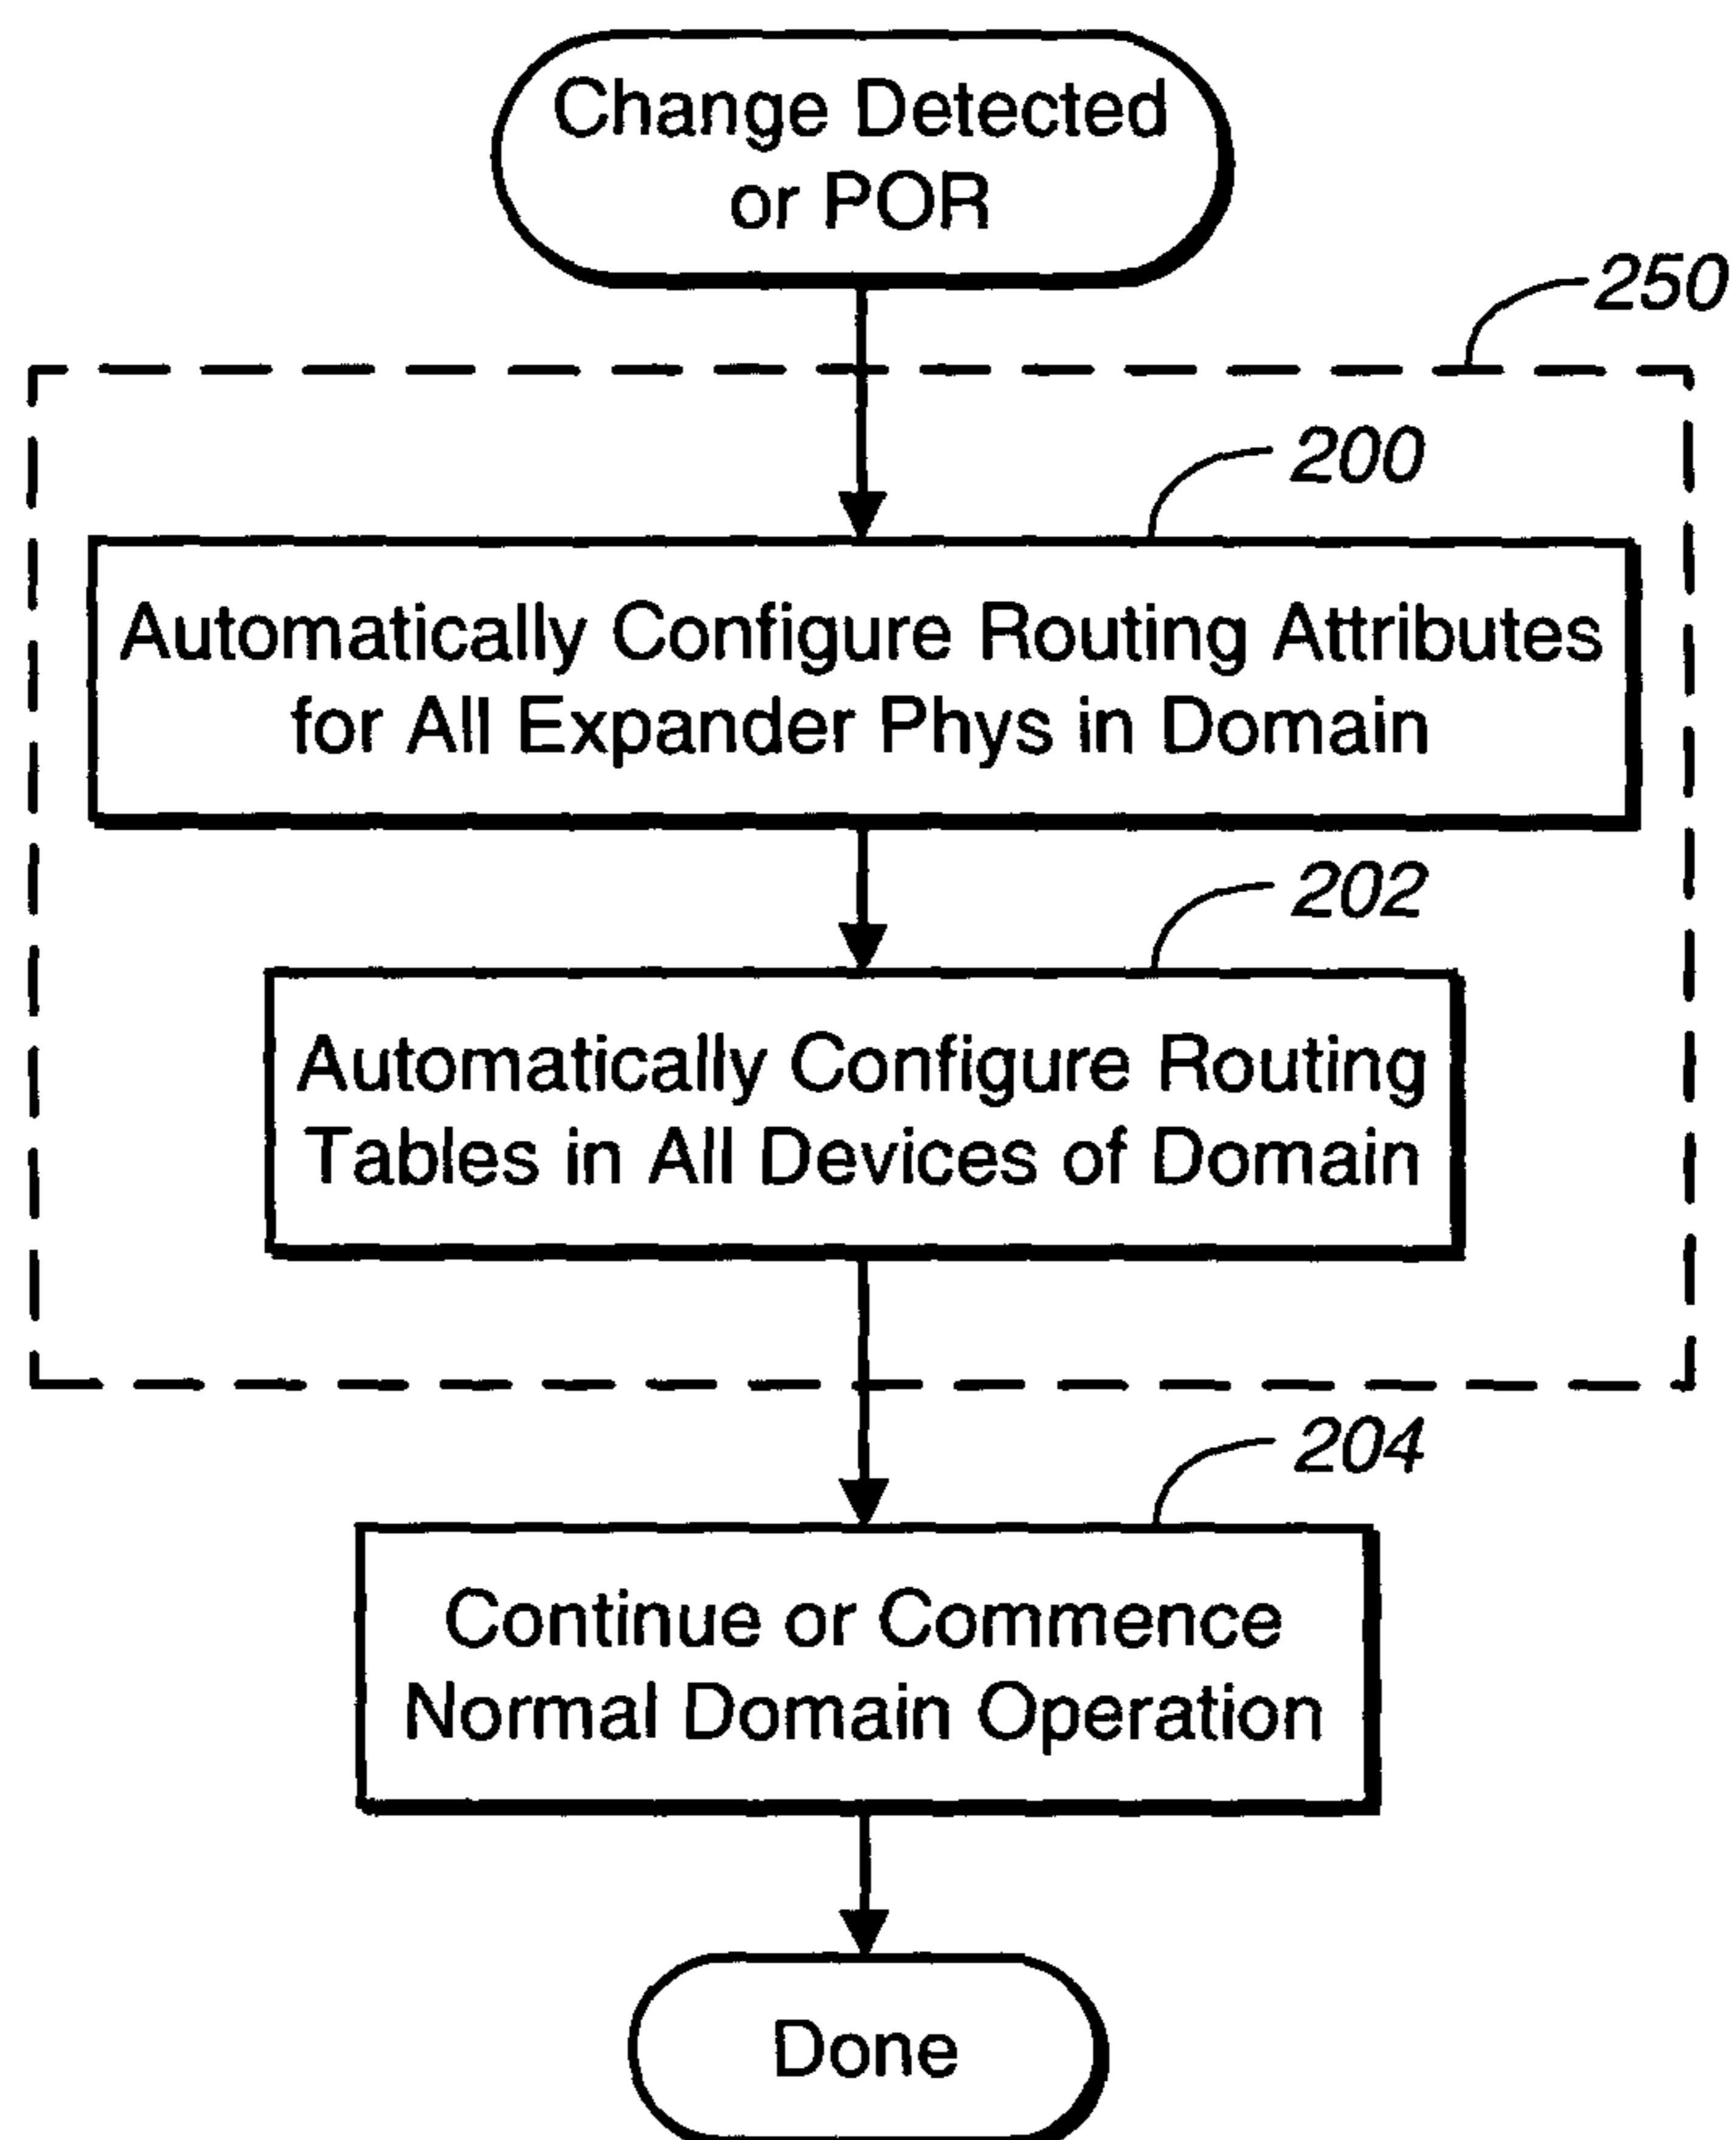 Change Detected
or POR
250
200
Automatically Configure Routing Attributes
for All Expander Phys in Domain
202
Automatically Configure Routing
Tables in All Devices of Domain
204
Continue or Commence
Normal Domain Operation
Done